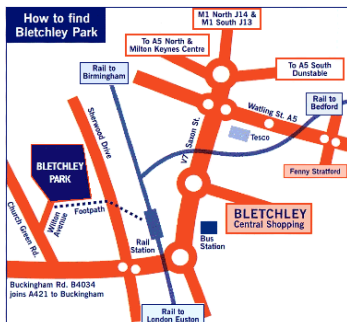 How to find
Bletchley Park
M1 North J14 &
M1 South J13
To A5 North &
Milton Keynes Centre
To A5 South
Dunstable
Rail to
Birmingham
Rail to
Bedford
Sherwood Drive
V7 Saxon St.
Watling St. A5
Tesco
Fenny Stratford
BLETCHLEY
PARK
Church Green Rd.
Wilton
Avenue
Footpath
Rail
Station
Bus
Station
BLETCHLEY
Central Shopping
Buckingham Rd. B4034
joins A421 to Buckingham
Rail to
London Euston